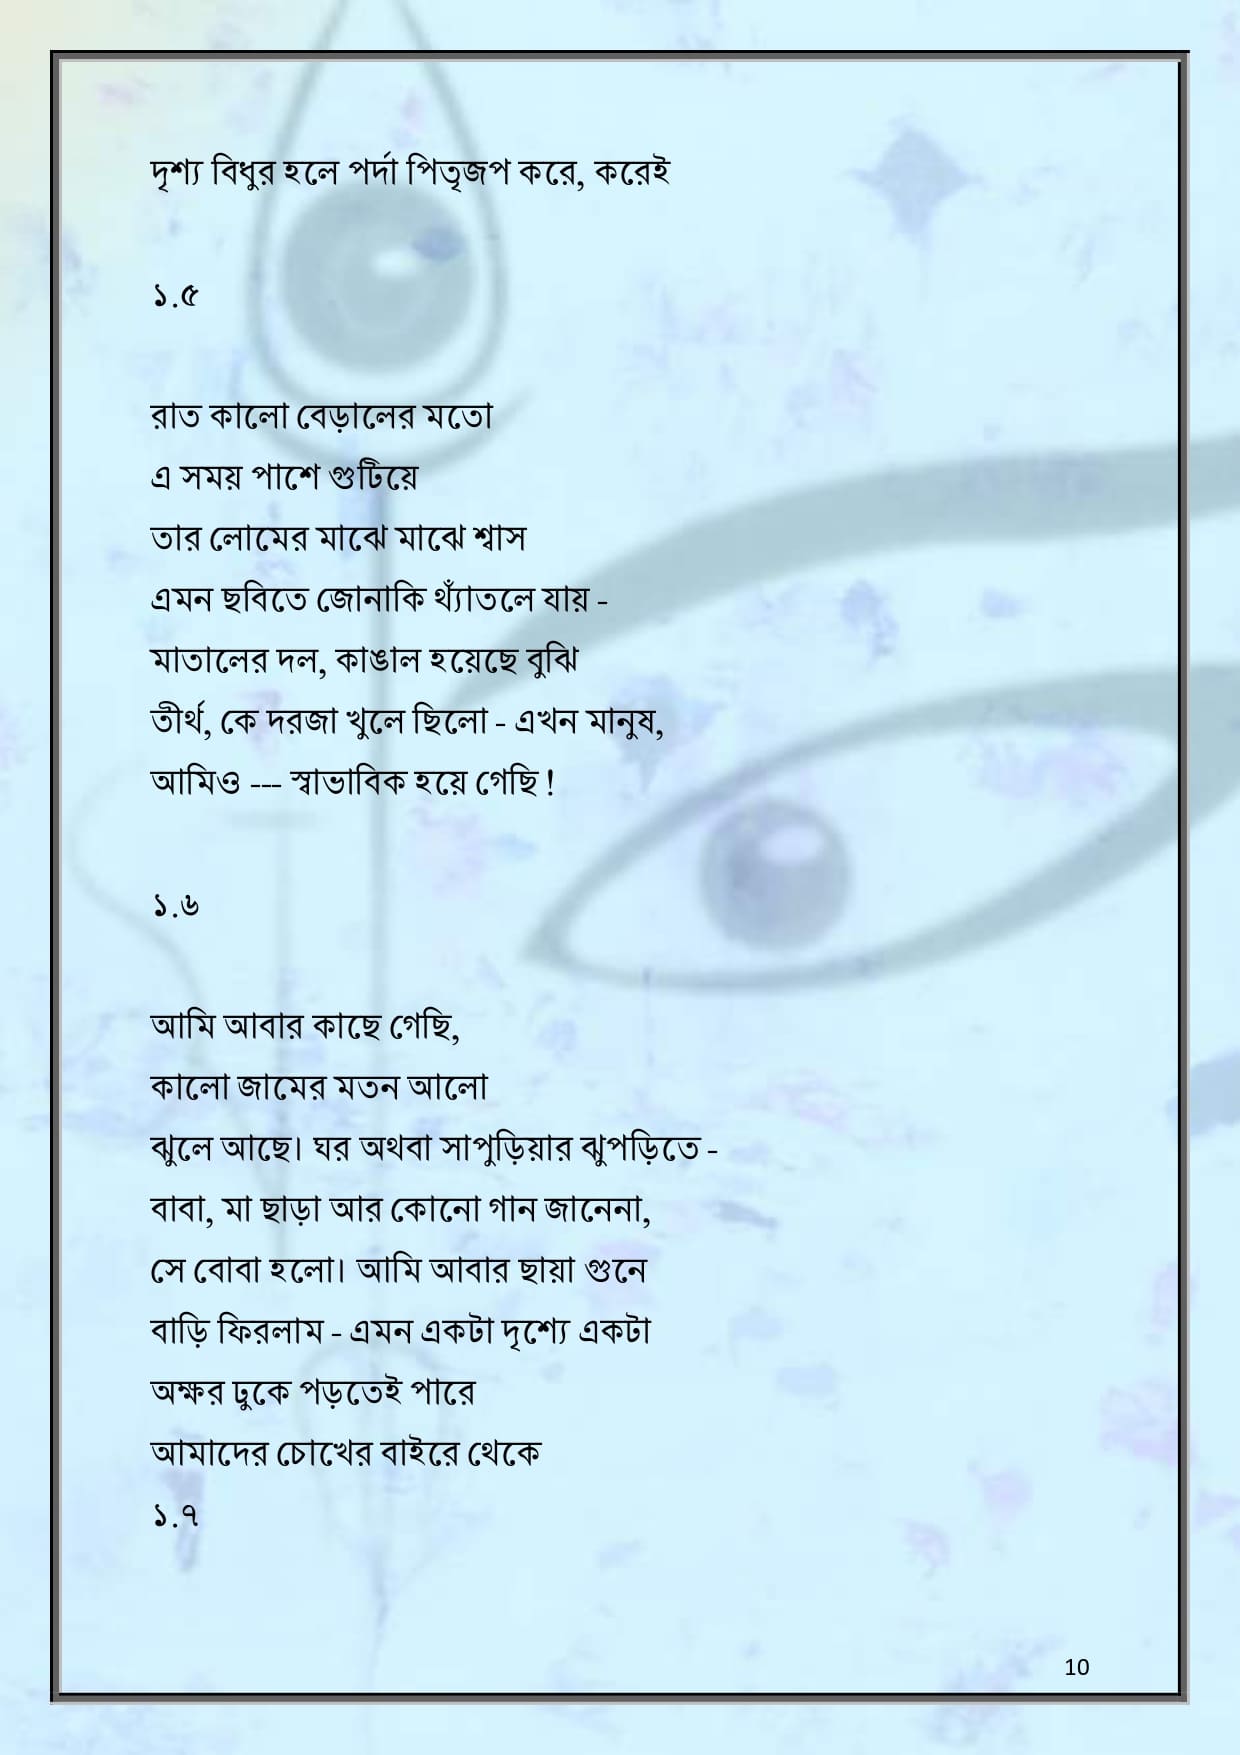 দৃশ্য বিধুর হলে পর্দা পিতৃজপ করে, করেই
১.৫
রাত কালো বেড়ালের মতো
এ সময় পাশে গুটিয়ে
তার লোমের মাঝে মাঝে শ্বাস
এমন ছবিতে জোনাকি থ্যাঁতলে যায় -
মাতালের দল, কাঙাল হয়েছে বুঝি
তীর্থ, কে দরজা খুলে ছিলো - এখন মানুষ,
আমিও --- স্বাভাবিক হয়ে গেছি !
১.৬
আমি আবার কাছে গেছি,
কালো জামের মতন আলো
ঝুলে আছে। ঘর অথবা সাপুড়িয়ার ঝুপড়িতে -
বাবা, মা ছাড়া আর কোনো গান জানেনা,
সে বোবা হলো। আমি আবার ছায়া গুনে
বাড়ি ফিরলাম - এমন একটা দৃশ্যে একটা
অক্ষর ঢুকে পড়তেই পারে
আমাদের চোখের বাইরে থেকে
১.৭
10